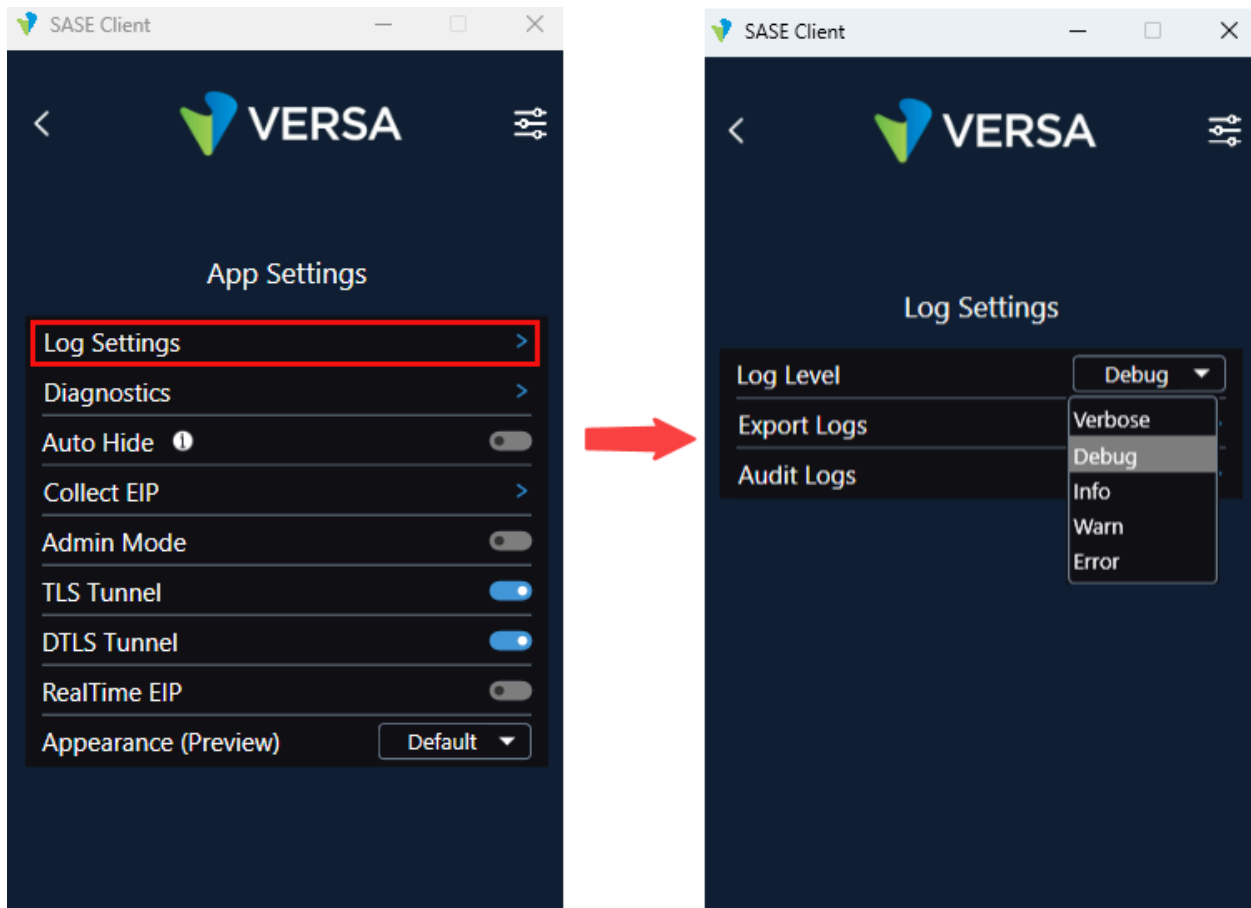 SASE Client
VERSA
App Settings
Log Settings
Diagnostics
Auto Hide
Collect EIP
Admin Mode
TLS Tunnel
DTLS Tunnel
RealTime EIP
Appearance (Preview) Default
SASE Client
VERSA
Log Settings
Log Level Debug
Export Logs
Audit Logs
Verbose
Debug
Info
Warn
Error